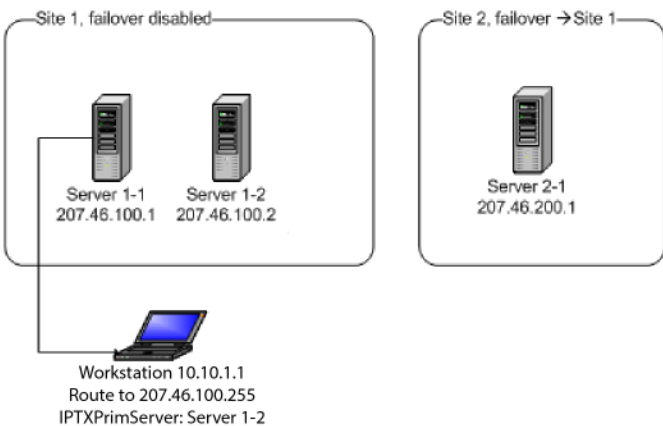 Site 1, failover disabled
Site 2, failover →Site 1
Server 1-1
207.46.100.1
Server 1-2
207.46.100.2
Server 2-1
207.46.200.1
Workstation 10.10.1.1
Route to 207.46.100.255
IPTXPrimServer: Server 1-2